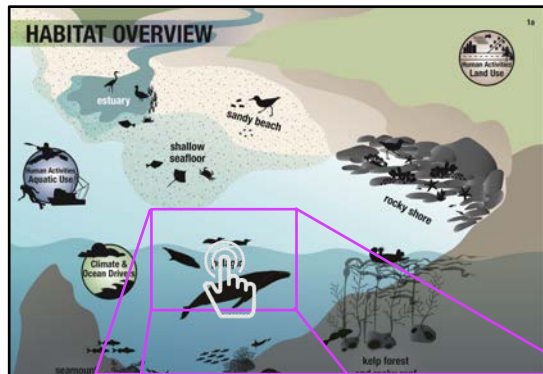 HABITAT OVERVIEW
1a
Human Activities
Land Use
estuary
sandy beach
shallow
seafloor
Human Activities
Aquatic Use
rocky shore
Climate &
Ocean Drivers
kelp forest